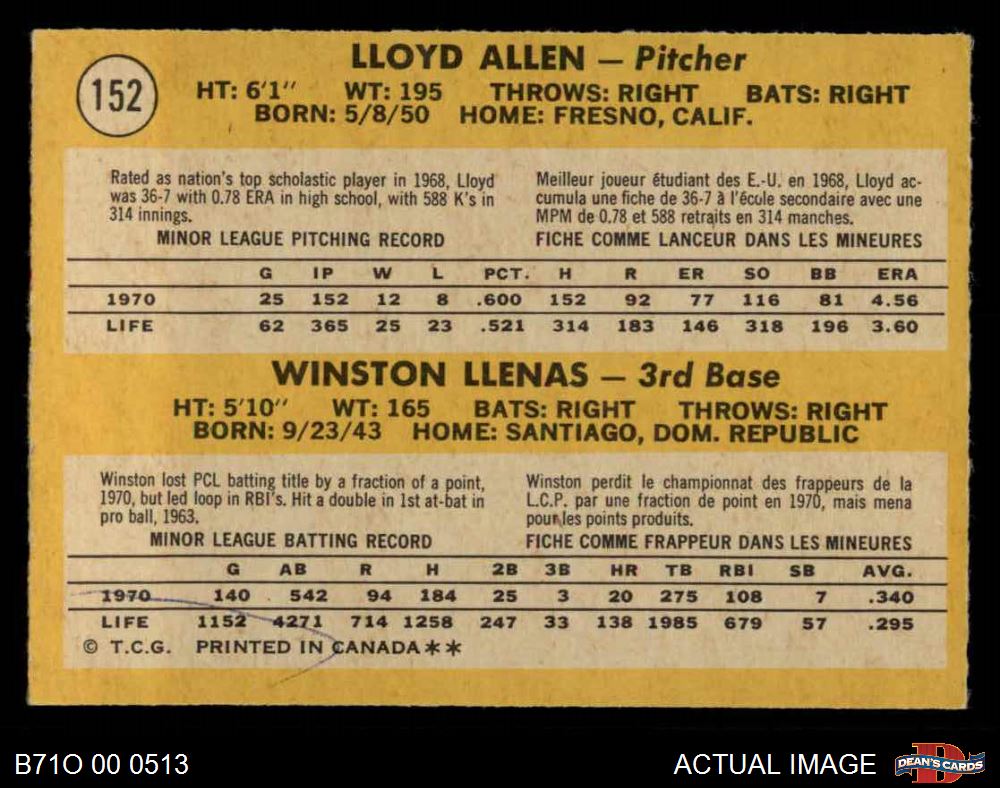 152
LLOYD ALLEN — Pitcher
HT: 6'1" WT: 195 THROWS: RIGHT BATS: RIGHT
BORN: 5/8/50 HOME: FRESNO, CALIF.
Rated as nation's top scholastic player in 1968, Lloyd
was 36-7 with 0.78 ERA in high school, with 588 K's in
314 innings.
MINOR LEAGUE PITCHING RECORD
Meilleur joueur étudiant des E.-U. en 1968, Lloyd ac-
cumula une fiche de 36-7 à l'école secondaire avec une
MPM de 0.78 et 588 retraits en 314 manches.
FICHE COMME LANCEUR DANS LES MINEURES
G IP W L PCT. H R ER SO BB ERA
1970 25 152 12 8 .600 152 92 77 116 81 4.56
LIFE 62 365 25 23 .521 314 183 146 318 196 3.60
WINSTON LLENAS — 3rd Base
HT: 5'10" WT: 165 BATS: RIGHT THROWS: RIGHT
BORN: 9/23/43 HOME: SANTIAGO, DOM. REPUBLIC
Winston lost PCL batting title by a fraction of a point,
1970, but led loop in RBI's. Hit a double in 1st at-bat in
pro ball, 1963.
MINOR LEAGUE BATTING RECORD
Winston perdit le championnat des frappeurs de la
L.C.P. par une fraction de point en 1970, mais mena
pour les points produits.
FICHE COMME FRAPPEUR DANS LES MINEURES
G AB R H 2B 3B HR TB RBI SB AVG.
1970 140 542 94 184 25 3 20 275 108 7 .340
LIFE 1152 4271 714 1258 247 33 138 1985 679 57 .295
© T.C.G. PRINTED IN CANADA**
B71O 00 0513
ACTUAL IMAGE
DEAN'S CARDS